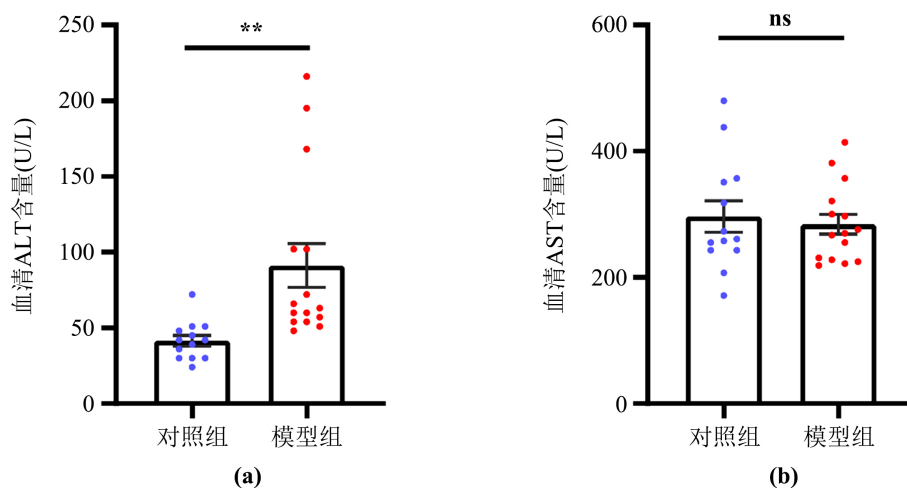 血清ALT含量(U/L)
250
200
150
100
50
0
**
对照组
模型组
(a)
血清AST含量(U/L)
600
400
200
0
ns
对照组
模型组
(b)